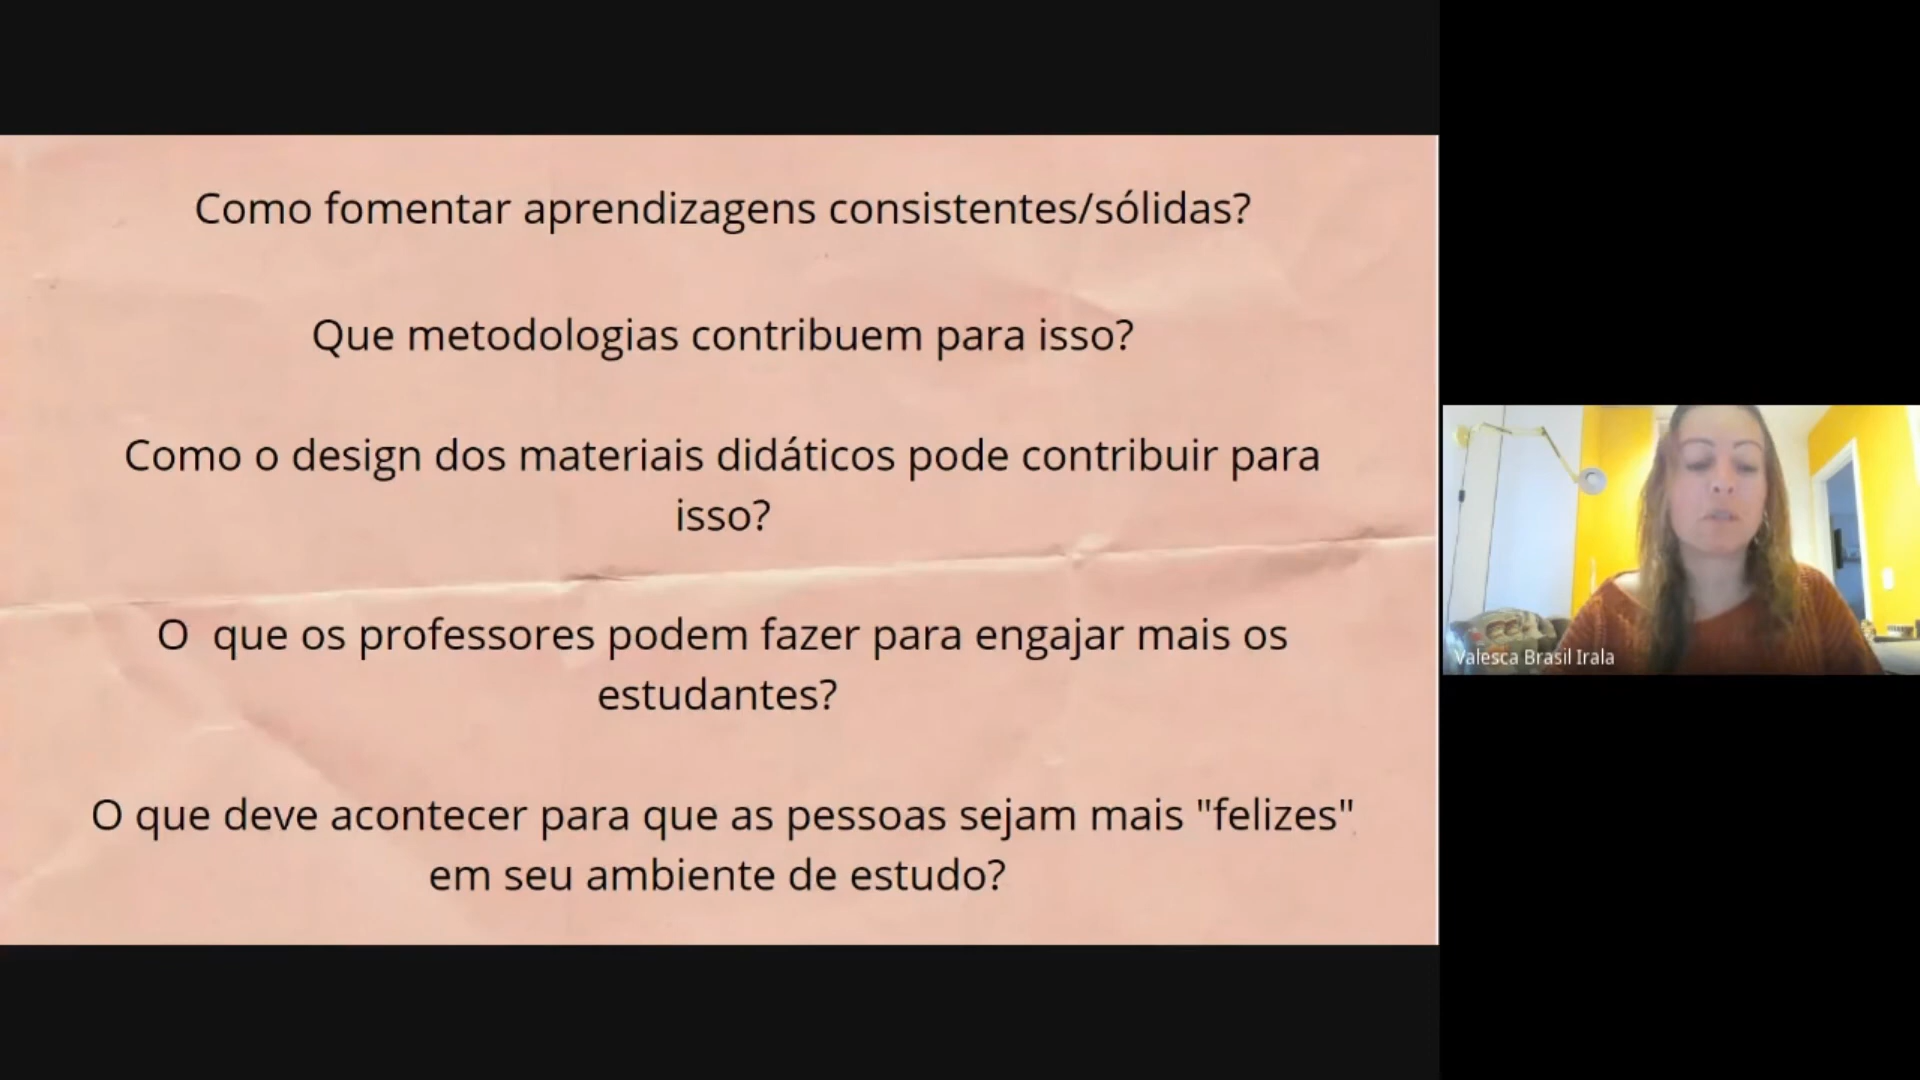 Como fomentar aprendizagens consistentes/sólidas?
Que metodologias contribuem para isso?
Como o design dos materiais didáticos pode contribuir para
isso?
O que os professores podem fazer para engajar mais os
estudantes?
O que deve acontecer para que as pessoas sejam mais "felizes"
em seu ambiente de estudo?
Valesca Brasil Irala